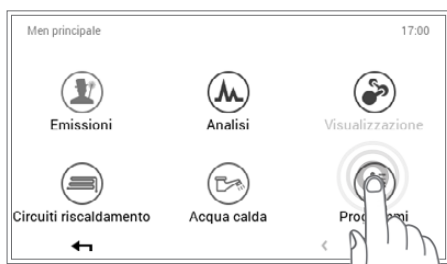 Men principale 17:00
Emissioni Analisi Visualizzazione
Circuiti riscaldamento Acqua calda